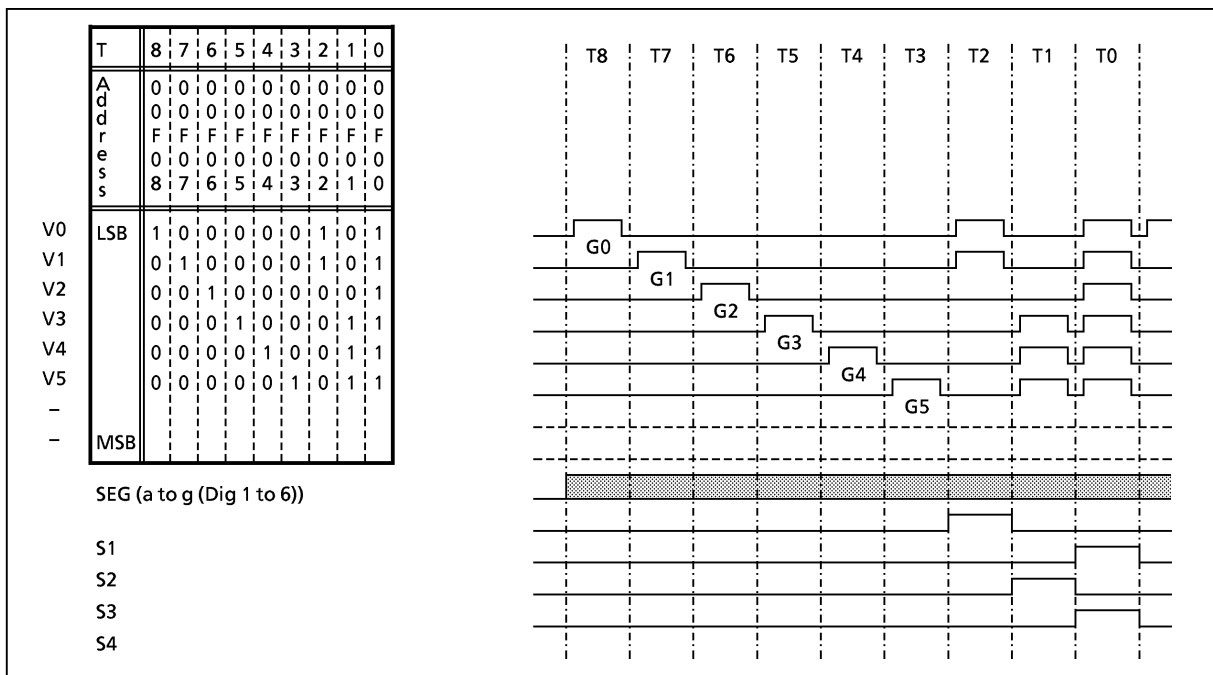 T 8 7 6 5 4 3 2 1 0
Address 0 0 0 0 0 0 0 0 0
0 0 0 0 0 0 0 0 0
F F F F F F F F F
0 0 0 0 0 0 0 0 0
8 7 6 5 4 3 2 1 0
V0 LSB 1 0 0 0 0 0 1 0 1
V1 0 1 0 0 0 0 1 0 1
V2 0 0 1 0 0 0 0 0 1
V3 0 0 0 1 0 0 0 1 1
V4 0 0 0 0 1 0 0 1 1
V5 0 0 0 0 0 1 0 1 1
–
– MSB
SEG (a to g (Dig 1 to 6))
S1
S2
S3
S4
T8 T7 T6 T5 T4 T3 T2 T1 T0
G0
G1
G2
G3
G4
G5